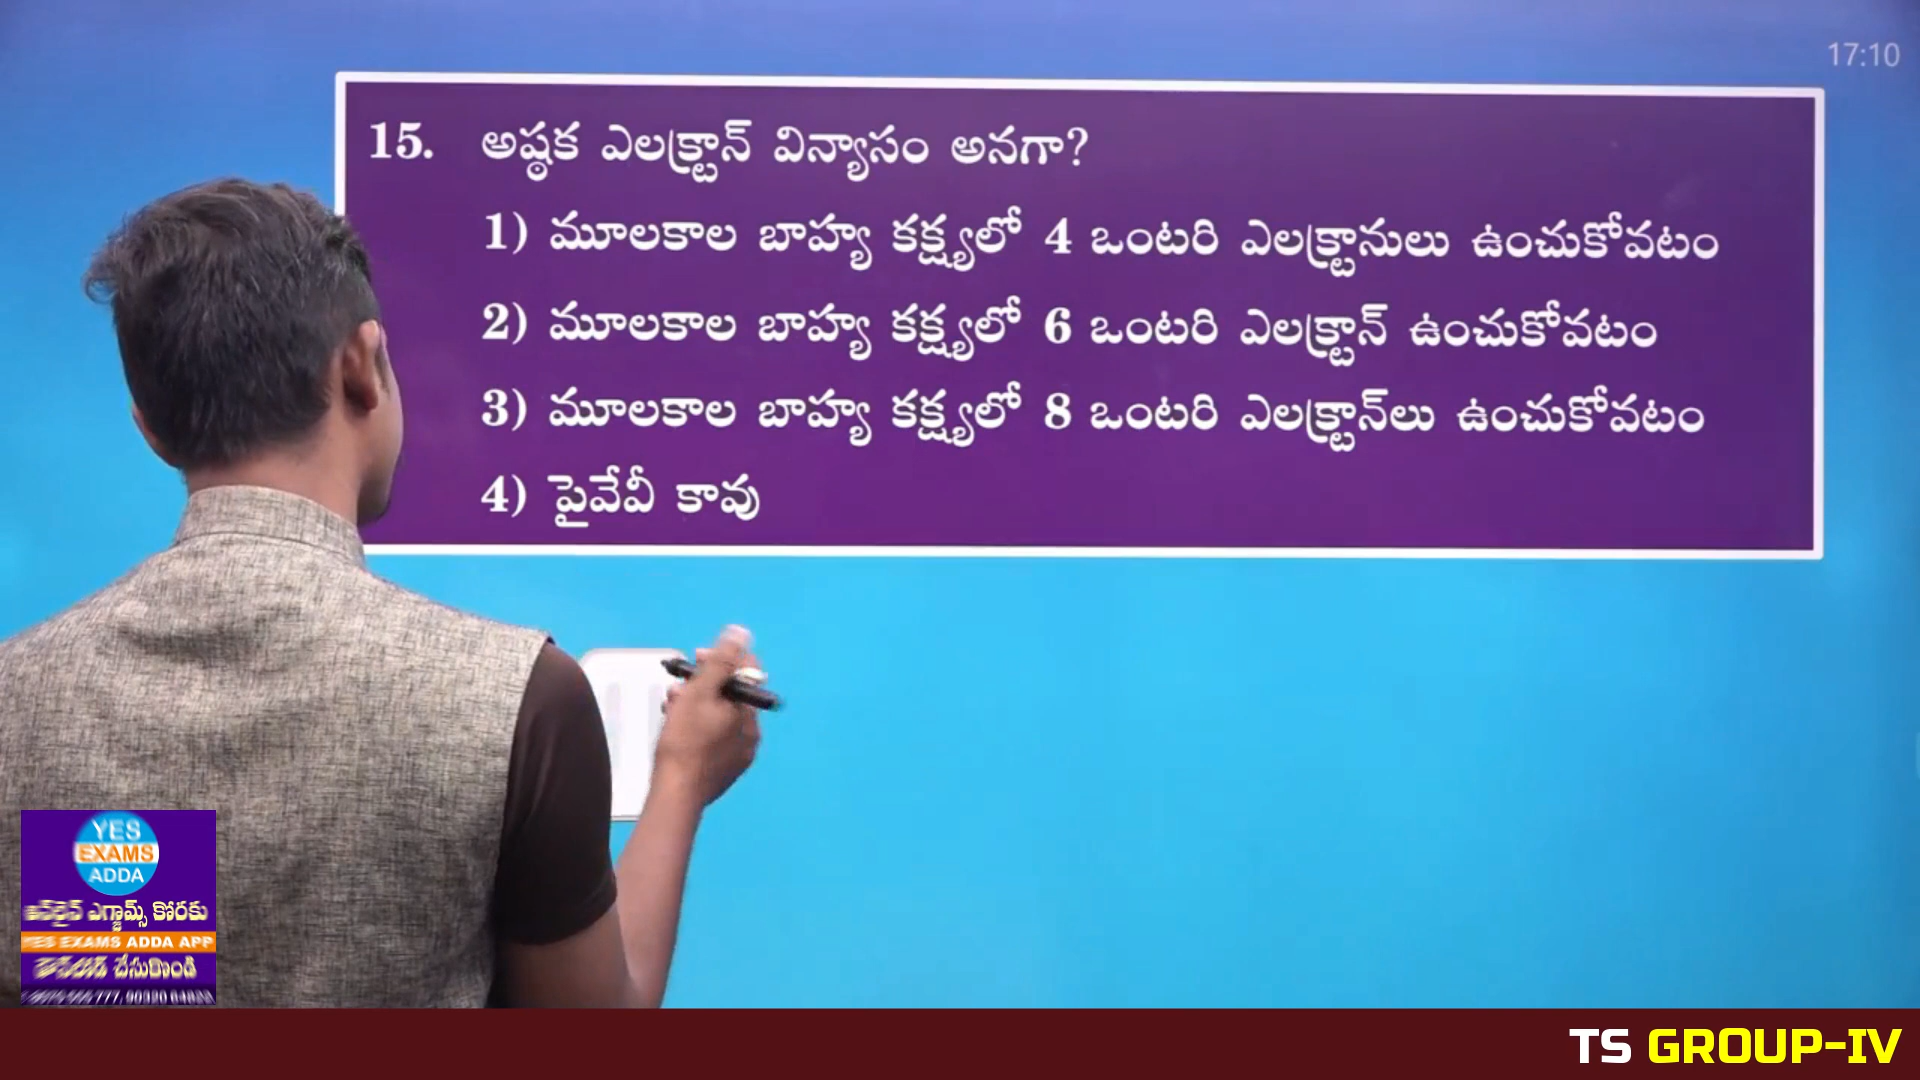 17:10
15. అష్ఠక ఎలక్ట్రాన్ విన్యాసం అనగా?
1) మూలకాల బాహ్య కక్ష్యలో 4 ఒంటరి ఎలక్ట్రానులు ఉంచుకోవటం
2) మూలకాల బాహ్య కక్ష్యలో 6 ఒంటరి ఎలక్ట్రాన్ ఉంచుకోవటం
3) మూలకాల బాహ్య కక్ష్యలో 8 ఒంటరి ఎలక్ట్రాన్‌లు ఉంచుకోవటం
4) పైవేవీ కావు
YES
EXAMS
ADDA
ఆన్‌లైన్ ఎగ్జామ్స్ కోరకు
YES EXAMS ADDA APP
డౌన్‌లోడ్ చేసుకొండి
TS GROUP-IV